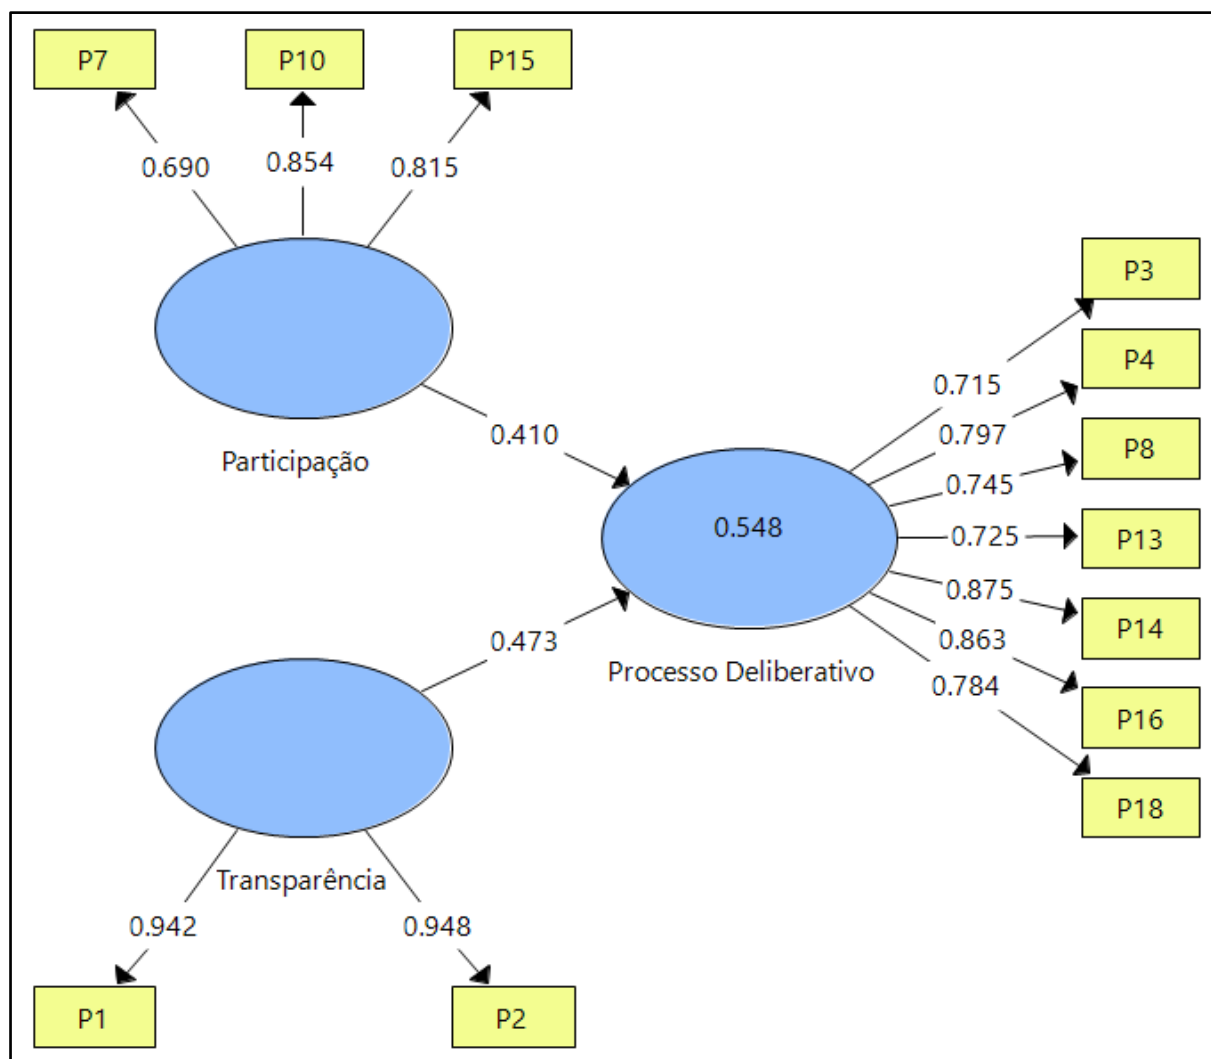 P7
P10
P15
0.690
0.854
0.815
Participação
0.410
P3
P4
P8
P13
P14
P16
P18
0.715
0.797
0.745
0.725
0.875
0.863
0.784
0.548
Processo Deliberativo
0.473
Transparência
0.942
0.948
P1
P2